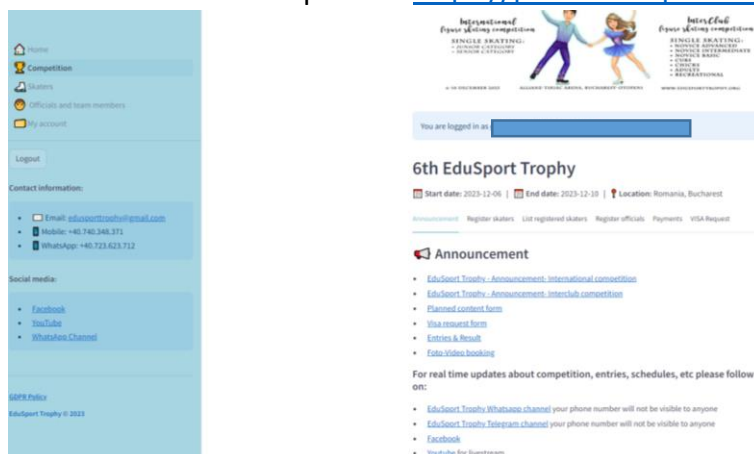 Home
Competition
Skaters
Officials and team members
My account
Logout
Contact information:
Email: edusporttrophy@gmail.com
Mobile: +40.740.348.371
WhatsApp: +40.723.623.712
Social media:
Facebook
YouTube
WhatsApp Channel
GDPR Policy
EduSport Trophy © 2023
International
figure skating competition
SINGLE SKATING:
- JUNIOR CATEGORY
- SENIOR CATEGORY
InterClub
figure skating competition
SINGLE SKATING:
- NOVICE ADVANCED
- NOVICE INTERMEDIATE
- NOVICE BASIC
- CUBS
- CHICKS
- ADULTS
- RECREATIONAL
WWW.EDUSPORTTROPHY.ORG
You are logged in as
6th EduSport Trophy
Start date: 2023-12-06 | End date: 2023-12-10 | Location: Romania, Bucharest
Announcement Register skaters List registered skaters Register officials Payments VISA Request
Announcement
EduSport Trophy - Announcement- International competition
EduSport Trophy - Announcement- Interclub competition
Planned content form
Visa request form
Entries & Result
Foto-Video booking
For real time updates about competition, entries, schedules, etc please follow
on:
EduSport Trophy Whatsapp channel your phone number will not be visible to anyone
EduSport Trophy Telegram channel your phone number will not be visible to anyone
Facebook
Youtube for livestream